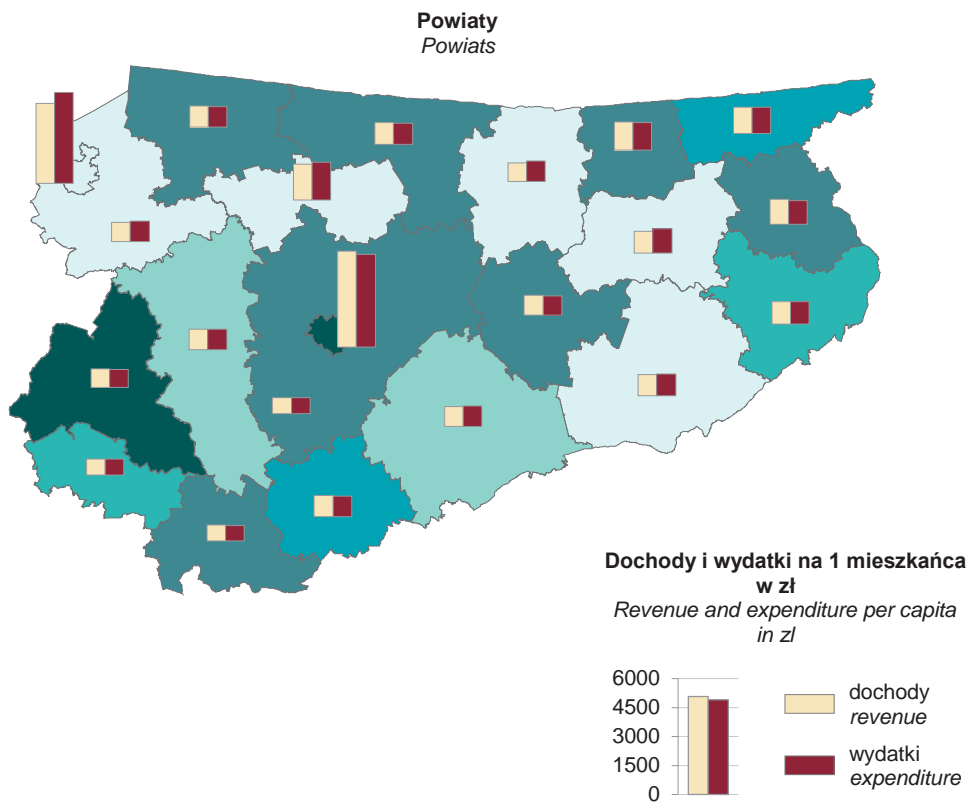 Powiaty
Powiats
Dochody i wydatki na 1 mieszkańca
w zł
Revenue and expenditure per capita
in zl
6000
4500
3000
1500
0
dochody
revenue
wydatki
expenditure